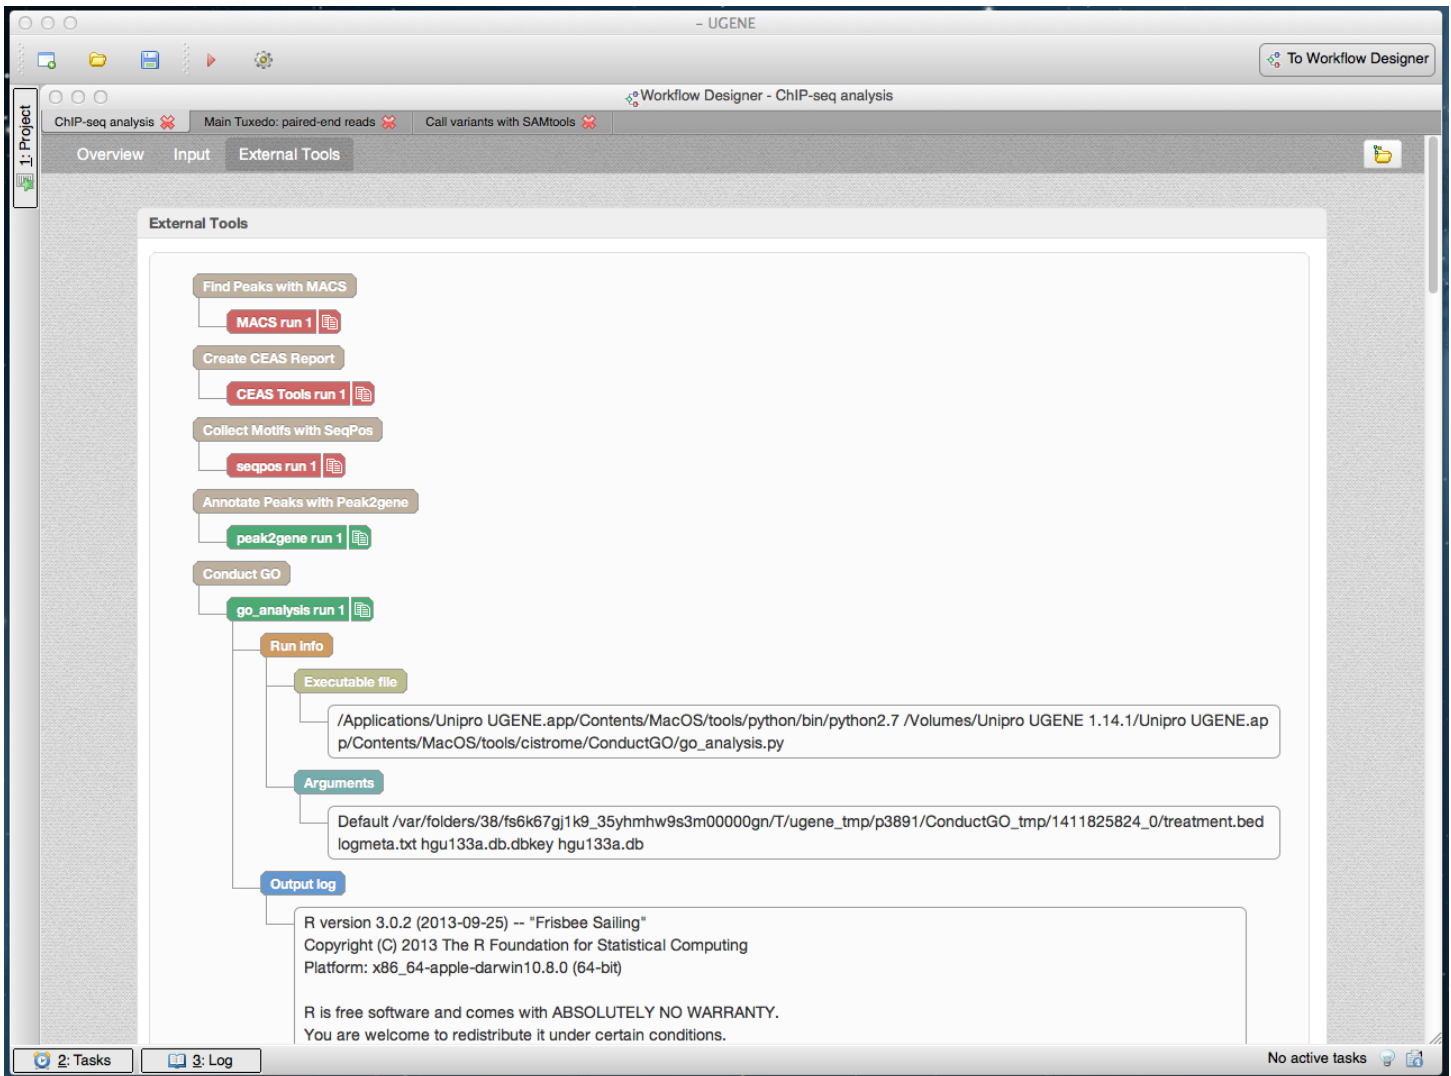 – UGENE
To Workflow Designer
1: Project
Workflow Designer - ChIP-seq analysis
ChIP-seq analysis
Main Tuxedo: paired-end reads
Call variants with SAMtools
Overview
Input
External Tools
External Tools
Find Peaks with MACS
MACS run 1
Create CEAS Report
CEAS Tools run 1
Collect Motifs with SeqPos
seqpos run 1
Annotate Peaks with Peak2gene
peak2gene run 1
Conduct GO
go_analysis run 1
Run info
Executable file
/Applications/Unipro UGENE.app/Contents/MacOS/tools/python/bin/python2.7 /Volumes/Unipro UGENE 1.14.1/Unipro UGENE.ap
p/Contents/MacOS/tools/cistrome/ConductGO/go_analysis.py
Arguments
Default /var/folders/38/fs6k67gj1k9_35yhmhw9s3m00000gn/T/ugene_tmp/p3891/ConductGO_tmp/1411825824_0/treatment.bed
logmeta.txt hgu133a.db.dbkey hgu133a.db
Output log
R version 3.0.2 (2013-09-25) -- "Frisbee Sailing"
Copyright (C) 2013 The R Foundation for Statistical Computing
Platform: x86_64-apple-darwin10.8.0 (64-bit)
R is free software and comes with ABSOLUTELY NO WARRANTY.
You are welcome to redistribute it under certain conditions.
2: Tasks
3: Log
No active tasks